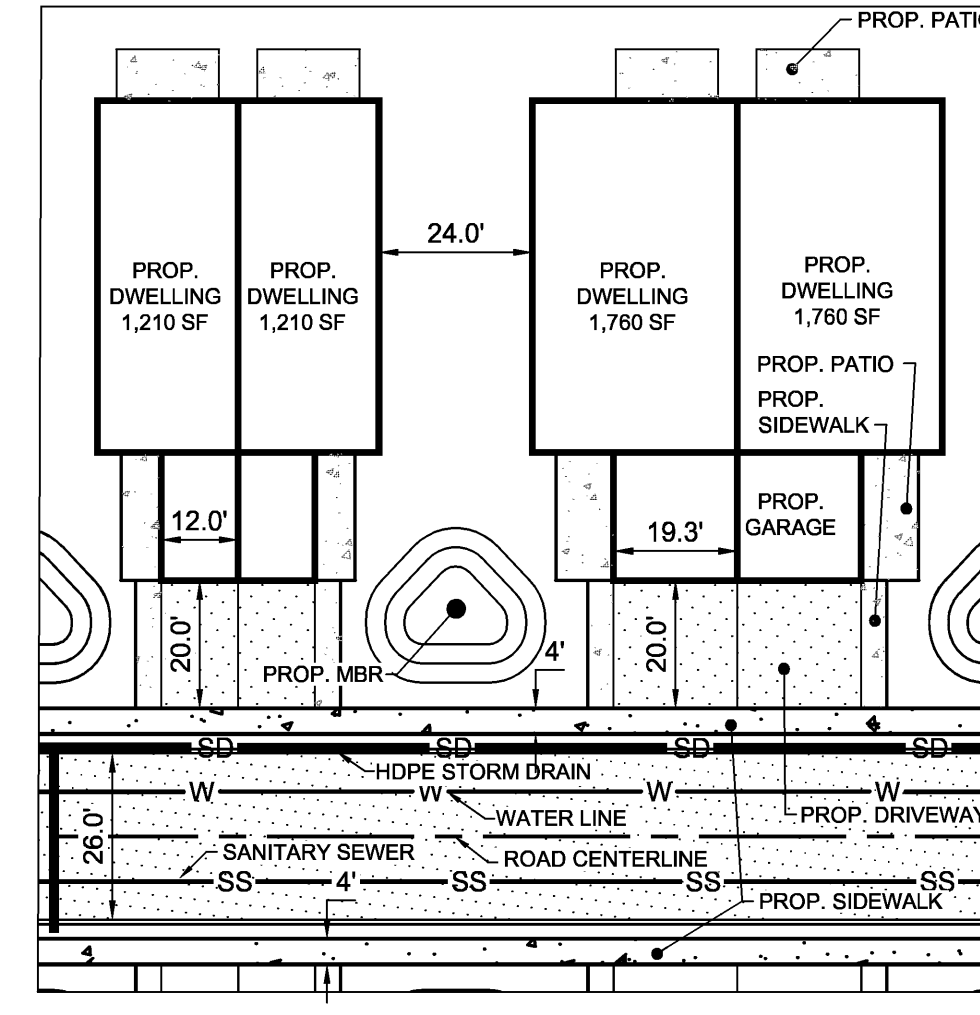 PROP. PATI
24.0'
PROP.
DWELLING
1,210 SF
PROP.
DWELLING
1,210 SF
PROP.
DWELLING
1,760 SF
PROP.
DWELLING
1,760 SF
PROP. PATIO
PROP.
SIDEWALK
12.0'
19.3'
PROP.
GARAGE
20.0'
20.0'
PROP. MBR
4'
SD SD SD SD
HDPE STORM DRAIN
W W W W
WATER LINE
PROP. DRIVEWAY
26.0'
SANITARY SEWER
ROAD CENTERLINE
SS 4' SS SS SS
PROP. SIDEWALK